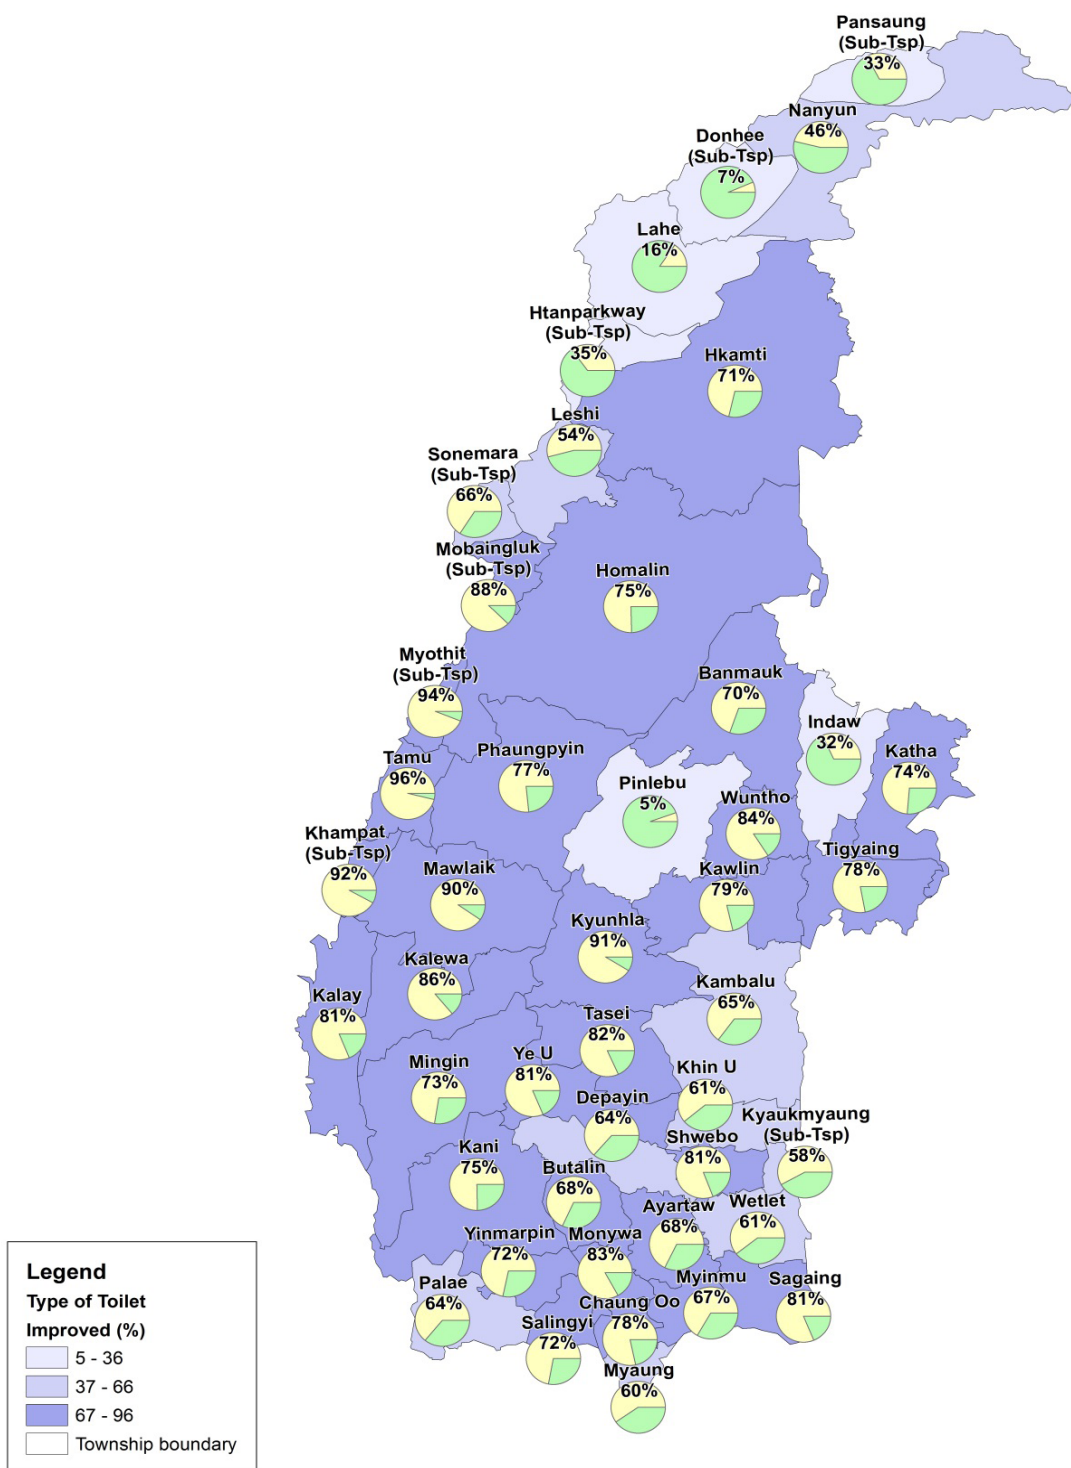 Pansaung
(Sub-Tsp)
33%
Nanyun
46%
Donhee
(Sub-Tsp)
7%
Lahe
16%
Htanparkway
(Sub-Tsp)
35%
Hkamti
71%
Leshi
54%
Sonemara
(Sub-Tsp)
66%
Mobaingluk
(Sub-Tsp)
88%
Homalin
75%
Myothit
(Sub-Tsp)
94%
Banmauk
70%
Indaw
32%
Katha
74%
Tamu
96%
Phaungpyin
77%
Pinlebu
5%
Wuntho
84%
Khampat
(Sub-Tsp)
92%
Mawlaik
90%
Kawlin
79%
Tigyaing
78%
Kyunhla
91%
Kalewa
86%
Kalay
81%
Kambalu
65%
Tasei
82%
Mingin
73%
Ye U
81%
Khin U
61%
Depayin
64%
Kyaukmyaung
(Sub-Tsp)
58%
Shwebo
81%
Kani
75%
Butalin
68%
Ayartaw
68%
Wetlet
61%
Yinmarpin
72%
Monywa
83%
Palae
64%
Myinmu
67%
Sagaing
81%
Chaung Oo
78%
Salingyi
72%
Myaung
60%
Legend
Type of Toilet
Improved (%)
5 - 36
37 - 66
67 - 96
Township boundary